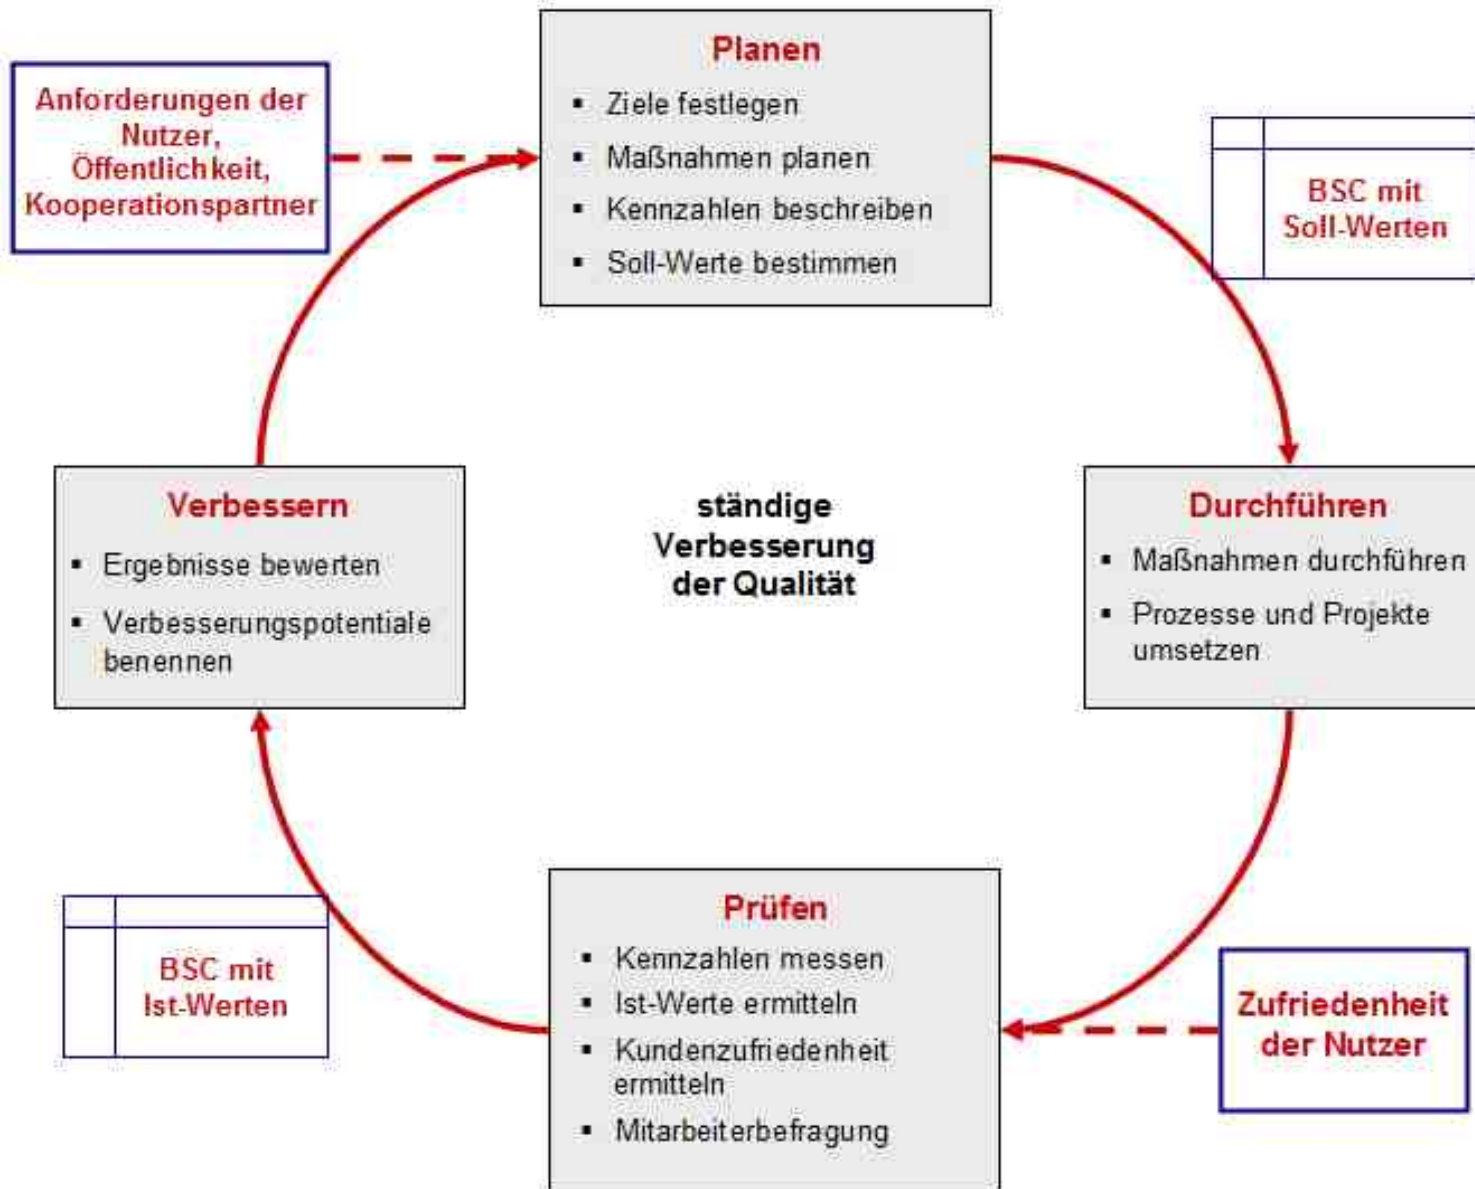 Planen
▪ Ziele festlegen
▪ Maßnahmen planen
▪ Kennzahlen beschreiben
▪ Soll-Werte bestimmen
Anforderungen der
Nutzer,
Öffentlichkeit,
Kooperationspartner
BSC mit
Soll-Werten
Verbessern
▪ Ergebnisse bewerten
▪ Verbesserungspotentiale
benennen
ständige
Verbesserung
der Qualität
Durchführen
▪ Maßnahmen durchführen
▪ Prozesse und Projekte
umsetzen
BSC mit
Ist-Werten
Prüfen
▪ Kennzahlen messen
▪ Ist-Werte ermitteln
▪ Kundenzufriedenheit
ermitteln
▪ Mitarbeiterbefragung
Zufriedenheit
der Nutzer